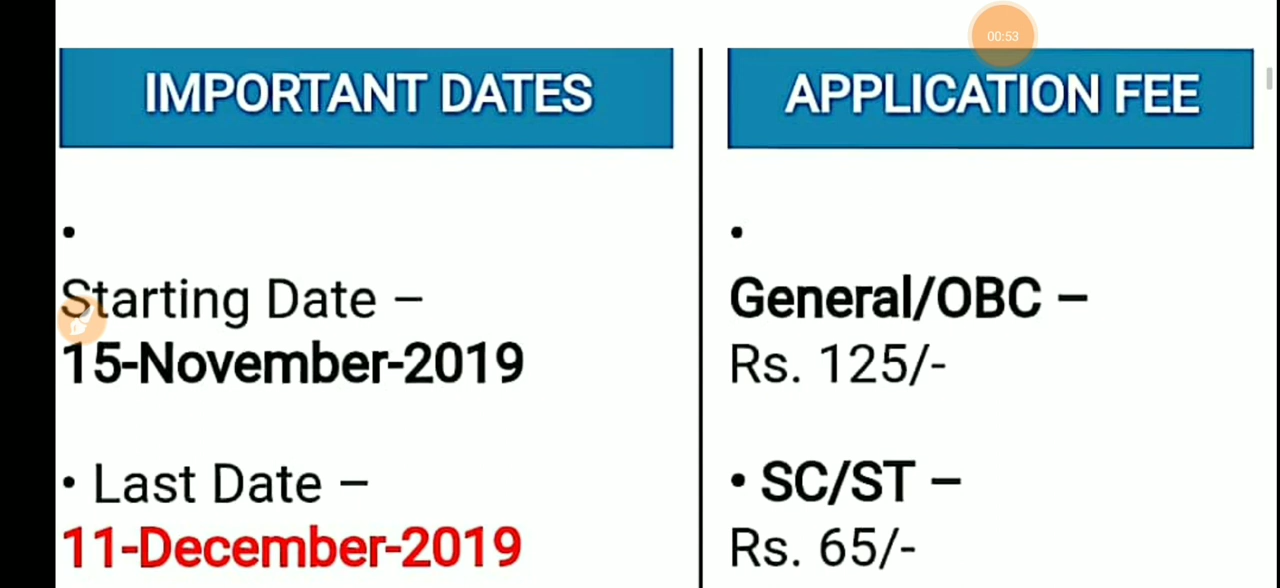 00:53
IMPORTANT DATES
•
Starting Date –
15-November-2019
• Last Date –
11-December-2019
APPLICATION FEE
•
General/OBC –
Rs. 125/-
• SC/ST –
Rs. 65/-